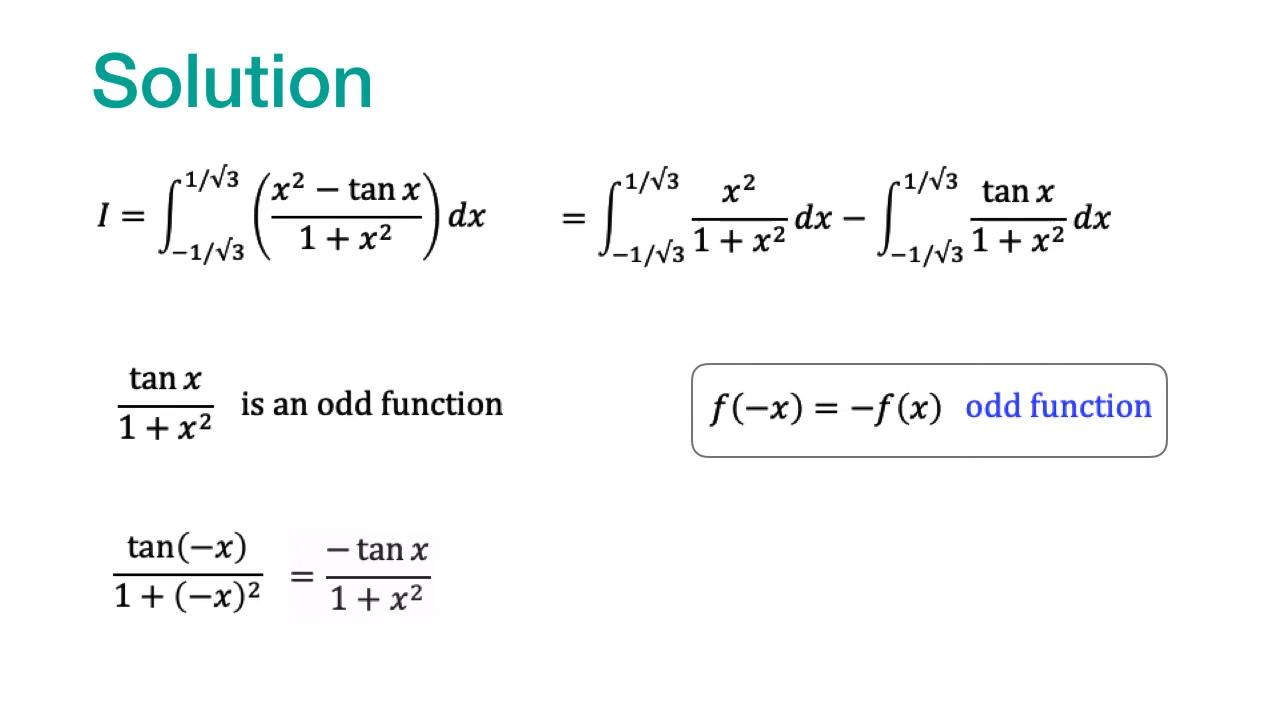 Solution
I = ∫_{−1/√3}^{1/√3} ( (x² − tan x) / (1 + x²) ) dx = ∫_{−1/√3}^{1/√3} x² / (1 + x²) dx − ∫_{−1/√3}^{1/√3} tan x / (1 + x²) dx
tan x / (1 + x²) is an odd function
f(−x) = −f(x) odd function
tan(−x) / (1 + (−x)²) = − tan x / (1 + x²)